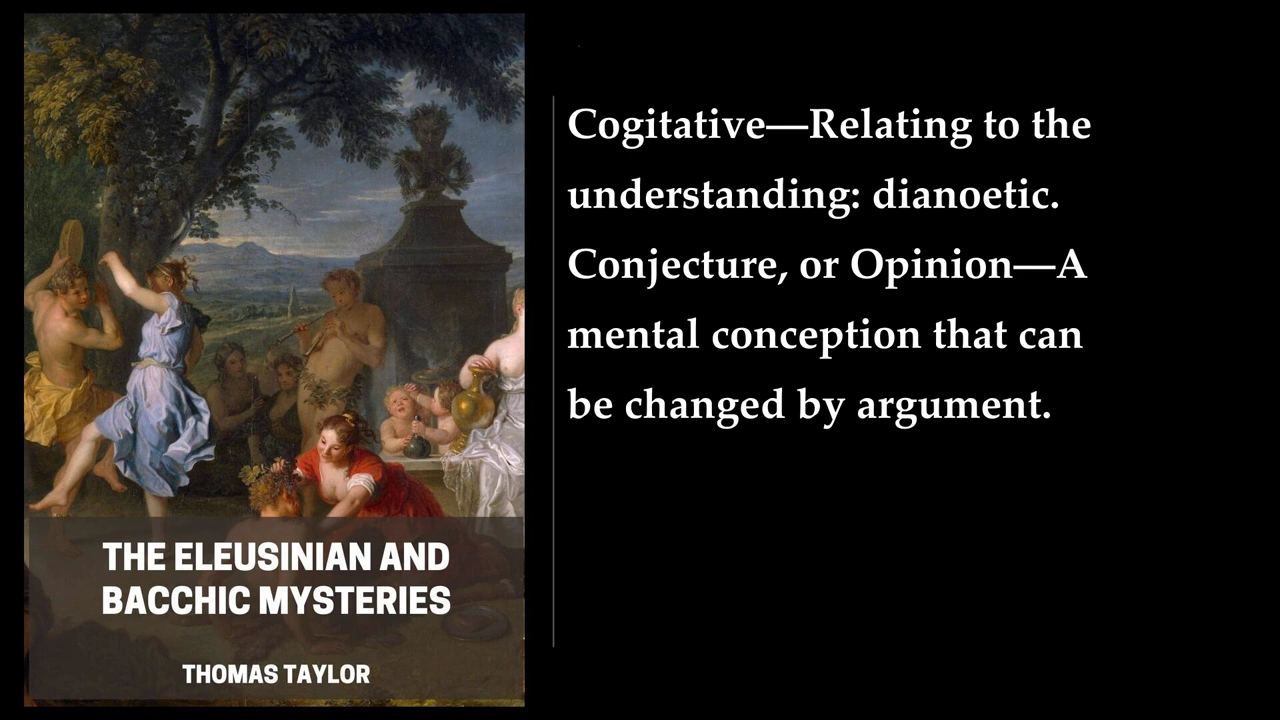 Cogitative—Relating to the
understanding: dianoetic.
Conjecture, or Opinion—A
mental conception that can
be changed by argument.
THE ELEUSINIAN AND
BACCHIC MYSTERIES
THOMAS TAYLOR